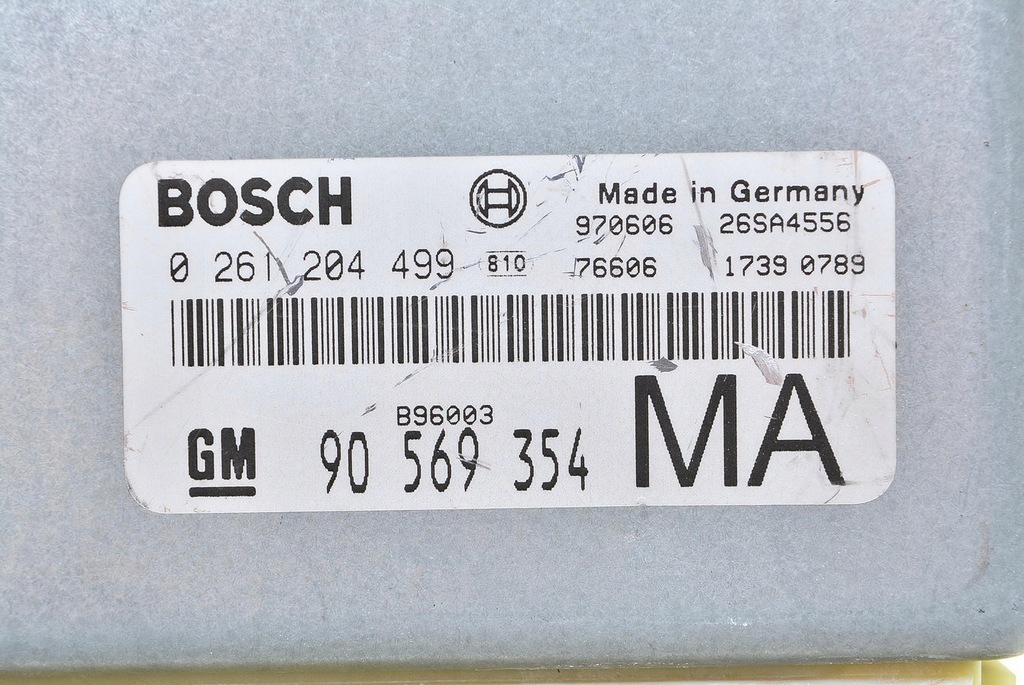 BOSCH Made in Germany
970606 26SA4556
0 261 204 499 810 76606 1739 0789
B96003
GM 90 569 354 MA